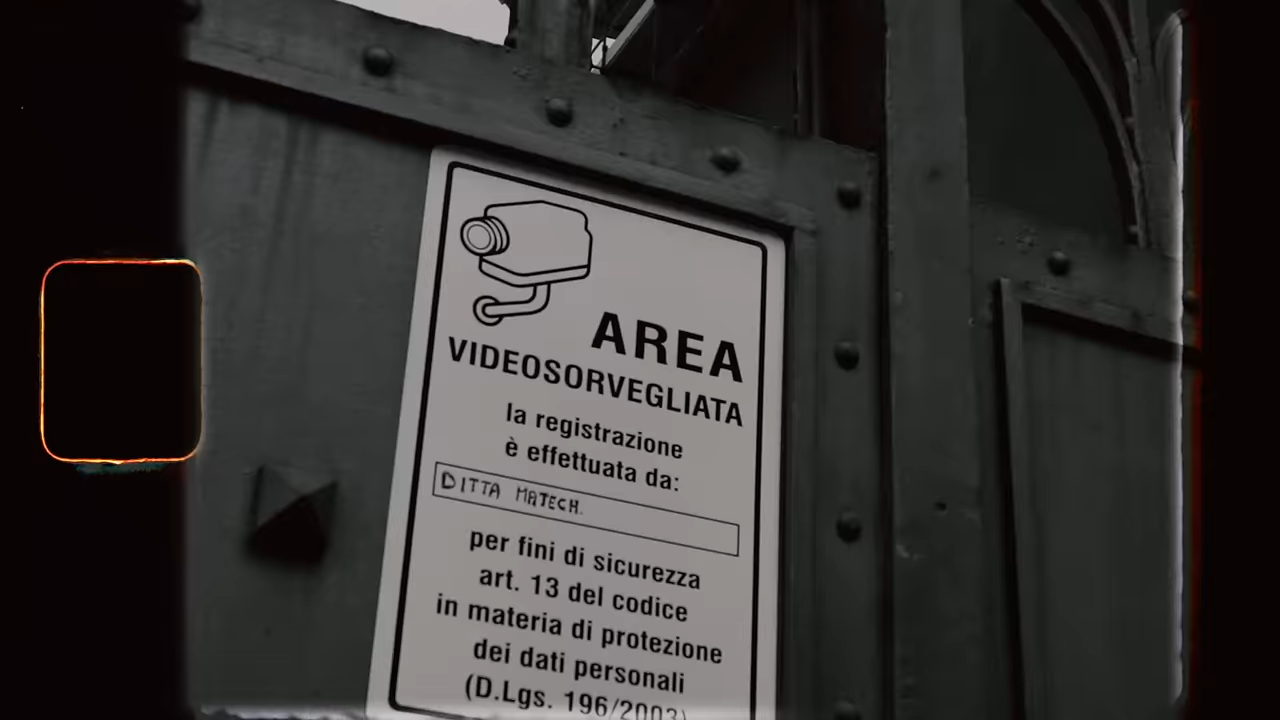 AREA
VIDEOSORVEGLIATA
la registrazione
è effettuata da:
DITTA MATECH.
per fini di sicurezza
art. 13 del codice
in materia di protezione
dei dati personali
(D.Lgs. 196/2003)